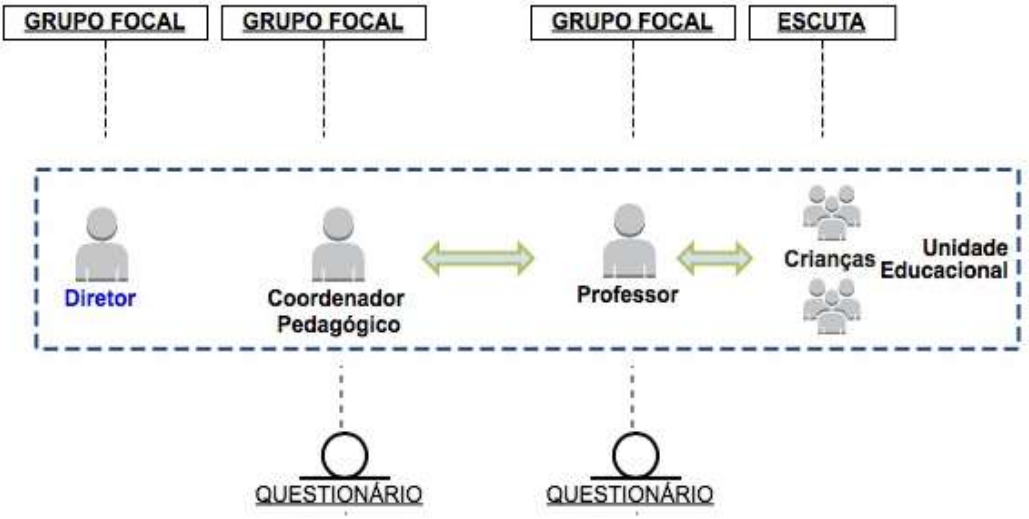 GRUPO FOCAL
GRUPO FOCAL
GRUPO FOCAL
ESCUTA
Diretor
Coordenador
Pedagógico
Professor
Crianças
Unidade
Educacional
QUESTIONÁRIO
QUESTIONÁRIO